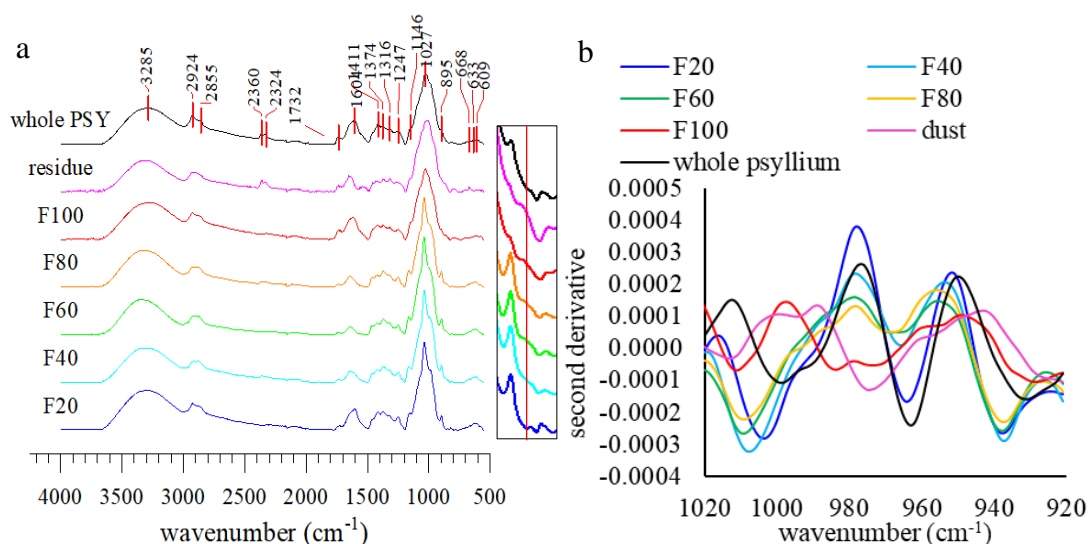 a
3285
2924
2855
2360
2324
1732
1604
1411
1374
1316
1247
1146
1027
895
668
633
609
whole PSY
residue
F100
F80
F60
F40
F20
4000 3500 3000 2500 2000 1500 1000 500
wavenumber (cm-1)
b
F20 F40
F60 F80
F100 dust
whole psyllium
second derivative
0.0005
0.0004
0.0003
0.0002
0.0001
0.0000
-0.0001
-0.0002
-0.0003
-0.0004
1020 1000 980 960 940 920
wavenumber (cm-1)